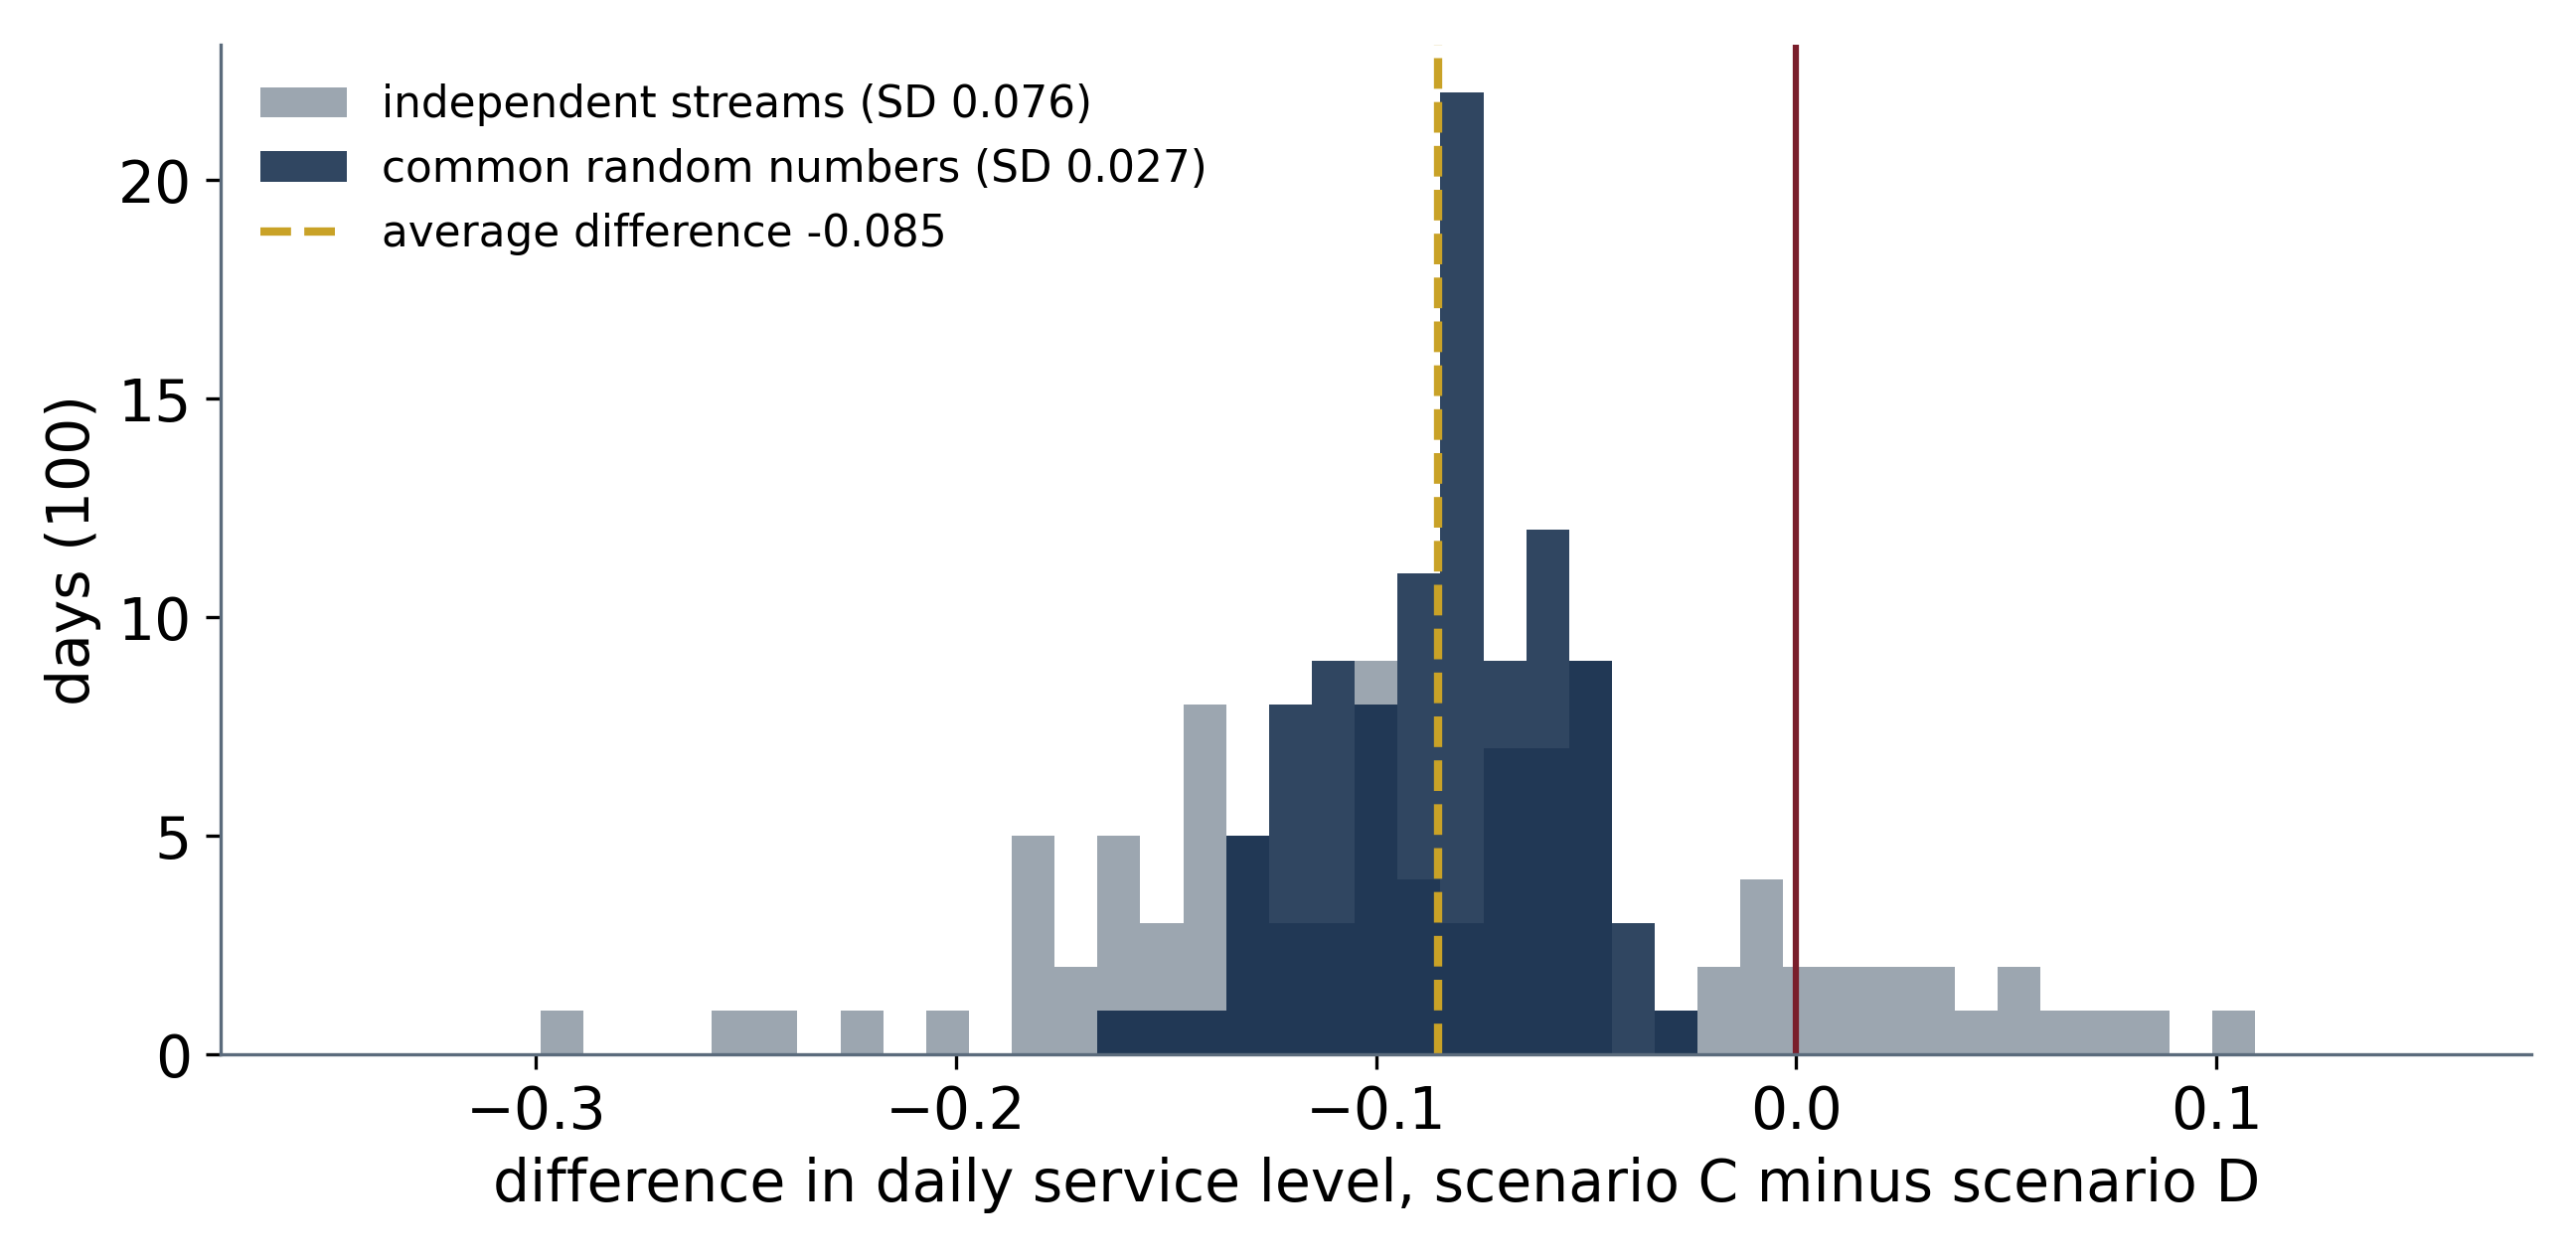 independent streams (SD 0.076)
common random numbers (SD 0.027)
average difference -0.085
days (100)
20
15
10
5
0
−0.3
−0.2
−0.1
0.0
0.1
difference in daily service level, scenario C minus scenario D